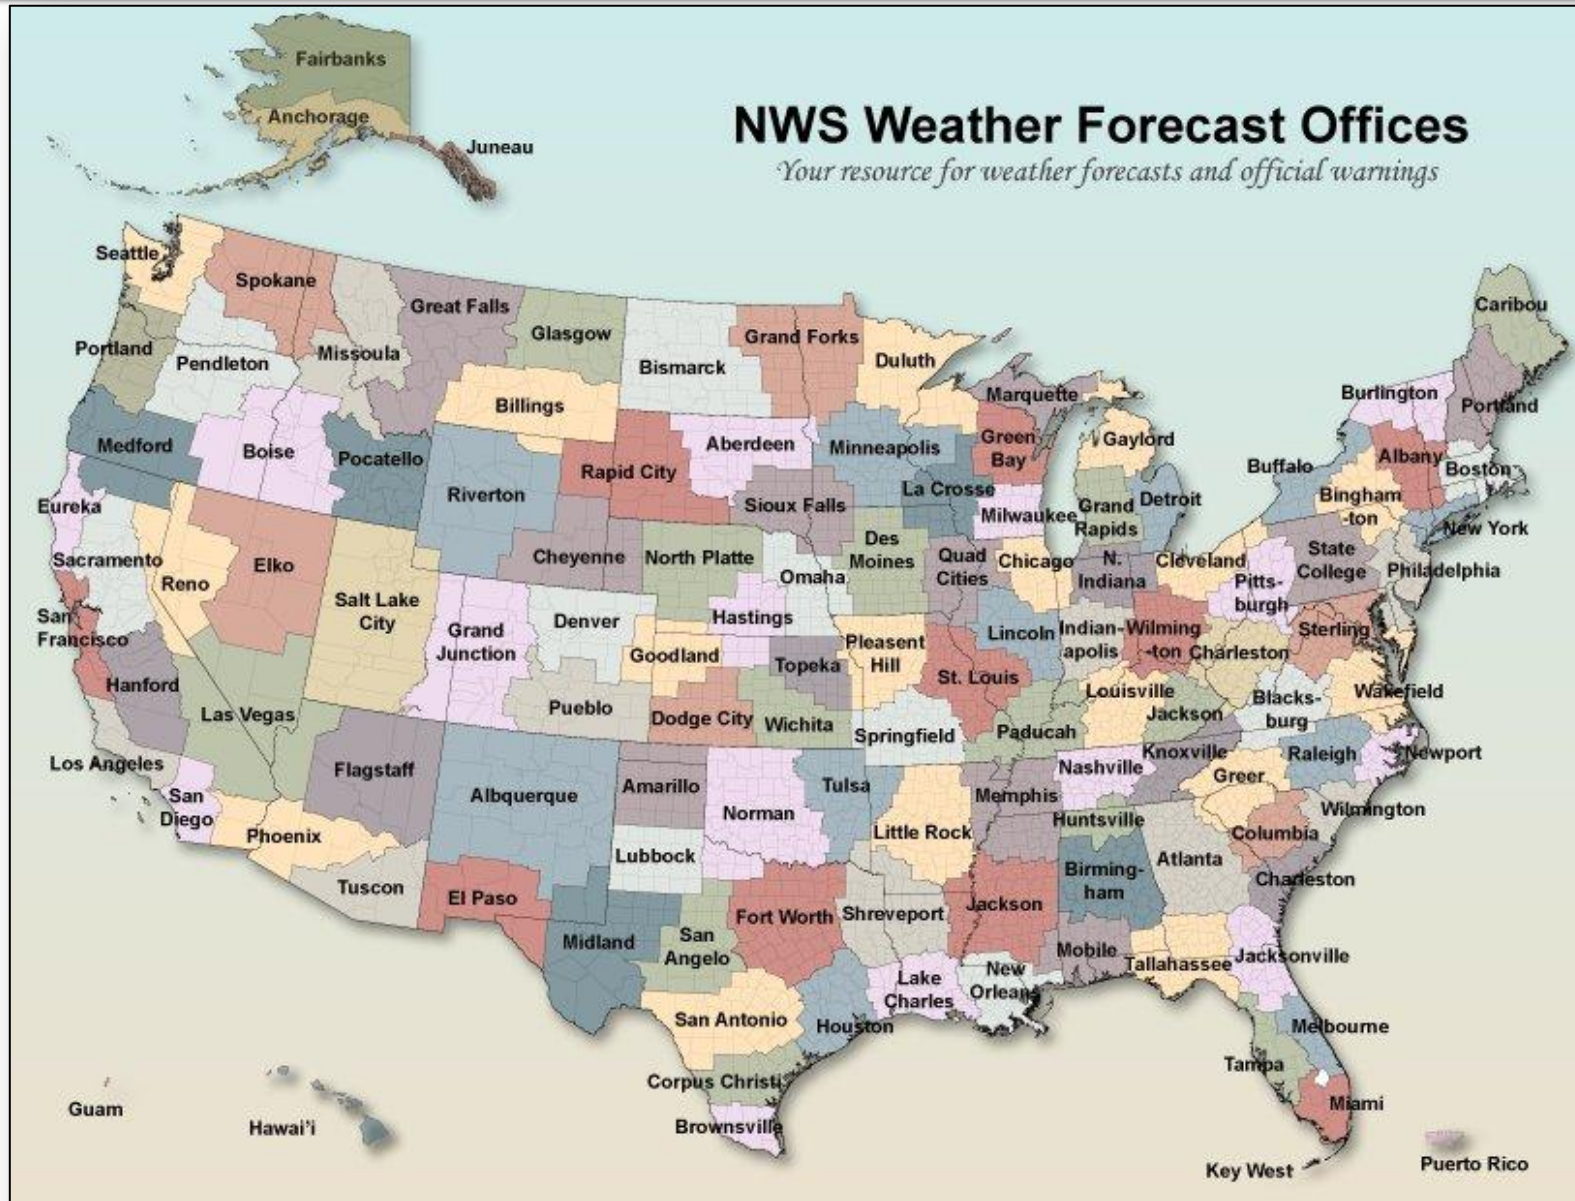 NWS Weather Forecast Offices
Your resource for weather forecasts and official warnings
Fairbanks
Anchorage
Juneau
Seattle
Spokane
Great Falls
Glasgow
Missoula
Portland
Pendleton
Bismarck
Grand Forks
Duluth
Marquette
Caribou
Burlington
Portland
Billings
Medford
Boise
Pocatello
Riverton
Rapid City
Aberdeen
Minneapolis
Green
Bay
Gaylord
Buffalo
Albany
Boston
Bingham
-ton
New York
Eureka
Sioux Falls
La Crosse
Milwaukee
Grand
Rapids
Detroit
Sacramento
Reno
Elko
Salt Lake
City
Cheyenne
North Platte
Omaha
Des
Moines
Quad
Cities
Chicago
N.
Indiana
Cleveland
Pitts-
burgh
State
College
Philadelphia
San
Francisco
Hanford
Las Vegas
Grand
Junction
Denver
Goodland
Hastings
Topeka
Pleasant
Hill
St. Louis
Lincoln
Indian-
apolis
Wilming
-ton
Charleston
Sterling
Pueblo
Dodge City
Wichita
Springfield
Paducah
Louisville
Jackson
Blacks-
burg
Wakefield
Los Angeles
San
Diego
Phoenix
Flagstaff
Albquerque
Amarillo
Norman
Tulsa
Little Rock
Memphis
Nashville
Knoxville
Greer
Raleigh
Newport
Wilmington
Columbia
Charleston
Tuscon
El Paso
Lubbock
Midland
San
Angelo
Fort Worth
Shreveport
Jackson
Huntsville
Birming-
ham
Atlanta
Mobile
Tallahassee
Jacksonville
San Antonio
Houston
Lake
Charles
New
Orleans
Melbourne
Tampa
Miami
Key West
Corpus Christi
Brownsville
Guam
Hawai'i
Puerto Rico